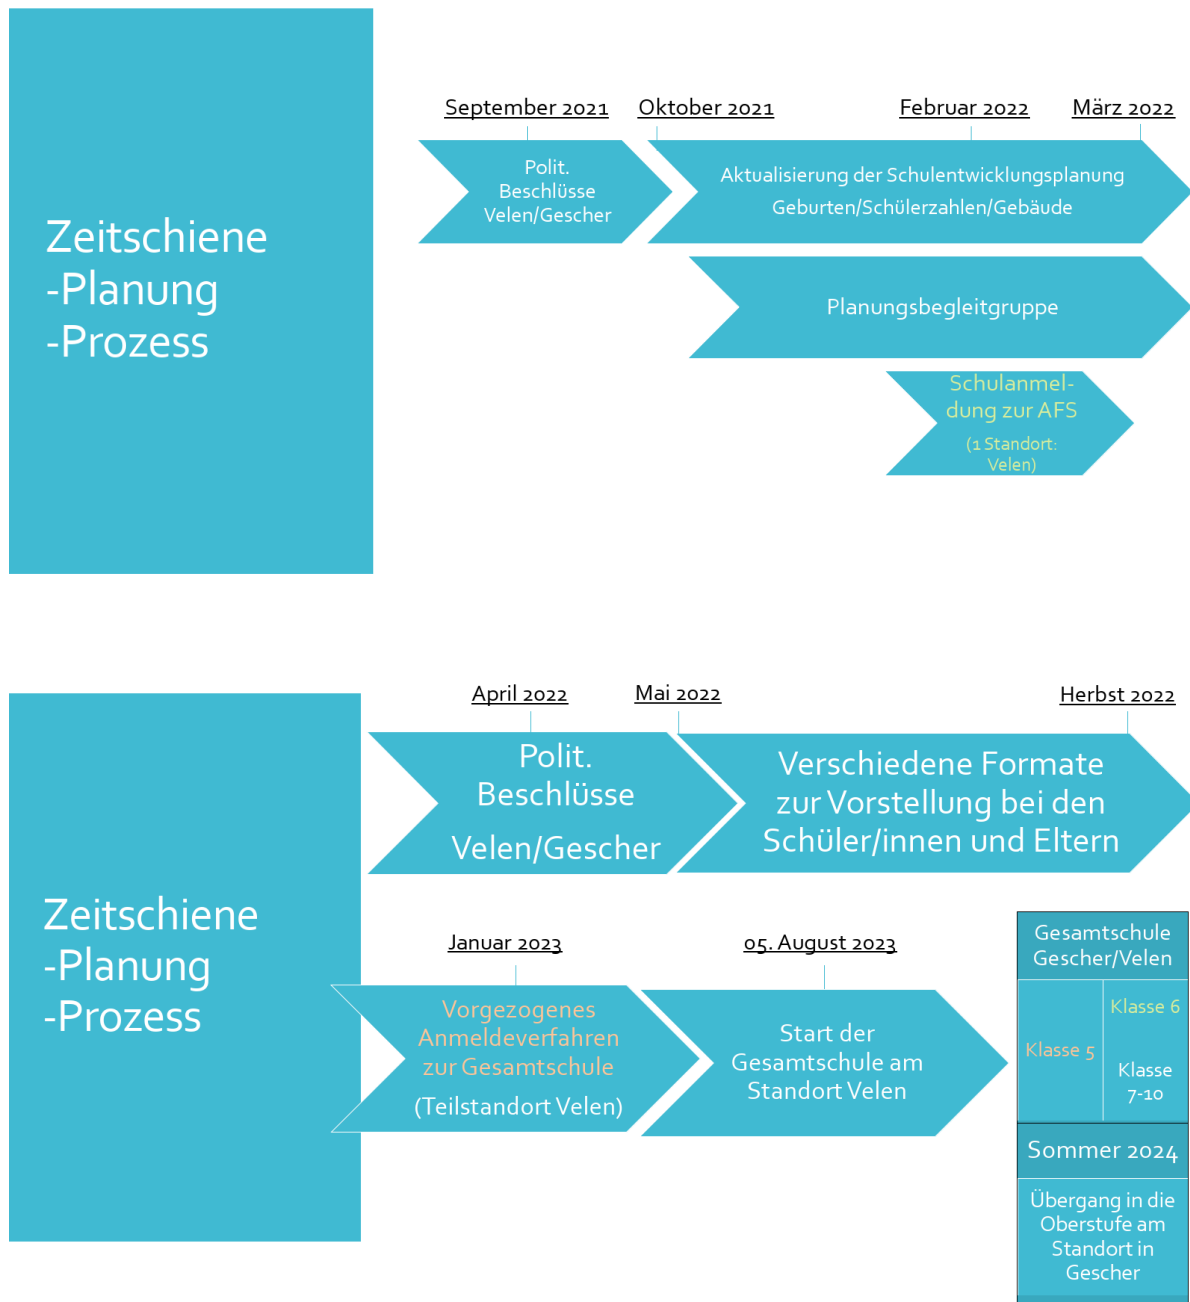 Zeitschiene
-Planung
-Prozess
September 2021
Oktober 2021
Februar 2022
März 2022
Polit.
Beschlüsse
Velen/Gescher
Aktualisierung der Schulentwicklungsplanung
Geburten/Schülerzahlen/Gebäude
Planungsbegleitgruppe
Schulanmel-
dung zur AFS
(1 Standort:
Velen)
Zeitschiene
-Planung
-Prozess
April 2022
Mai 2022
Herbst 2022
Polit.
Beschlüsse
Velen/Gescher
Verschiedene Formate
zur Vorstellung bei den
Schüler/innen und Eltern
Januar 2023
05. August 2023
Vorgezogenes
Anmeldeverfahren
zur Gesamtschule
(Teilstandort Velen)
Start der
Gesamtschule am
Standort Velen
Gesamtschule
Gescher/Velen
Klasse 5
Klasse 6
Klasse
7-10
Sommer 2024
Übergang in die
Oberstufe am
Standort in
Gescher